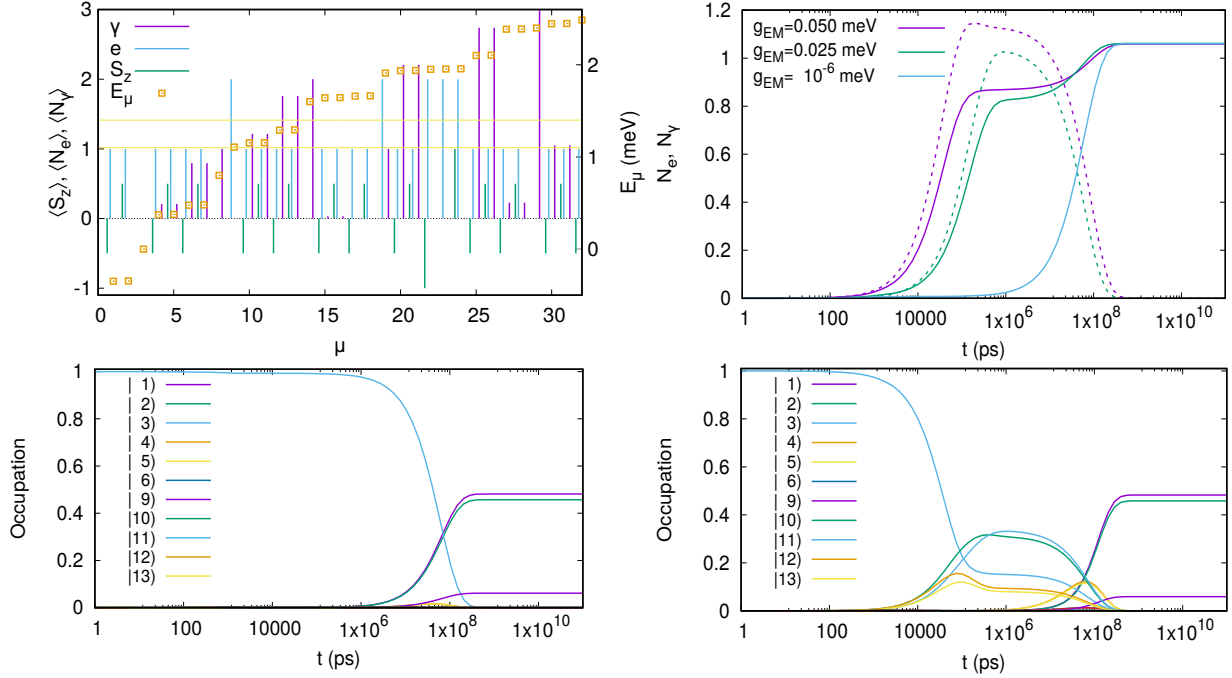 γ
e
S_z
E_μ
3
2
1
0
-1
2
1
0
⟨S_z⟩, ⟨N_e⟩, ⟨N_γ⟩
E_μ (meV)
0 5 10 15 20 25 30
μ
g_EM=0.050 meV
g_EM=0.025 meV
g_EM= 10^-6 meV
1.2
1
0.8
0.6
0.4
0.2
0
N_e, N_γ
1 100 10000 1x10^6 1x10^8 1x10^10
t (ps)
1
0.8
0.6
0.4
0.2
0
Occupation
| 1)
| 2)
| 3)
| 4)
| 5)
| 6)
| 9)
|10)
|11)
|12)
|13)
1 100 10000 1x10^6 1x10^8 1x10^10
t (ps)
1
0.8
0.6
0.4
0.2
0
Occupation
| 1)
| 2)
| 3)
| 4)
| 5)
| 6)
| 9)
|10)
|11)
|12)
|13)
1 100 10000 1x10^6 1x10^8 1x10^10
t (ps)